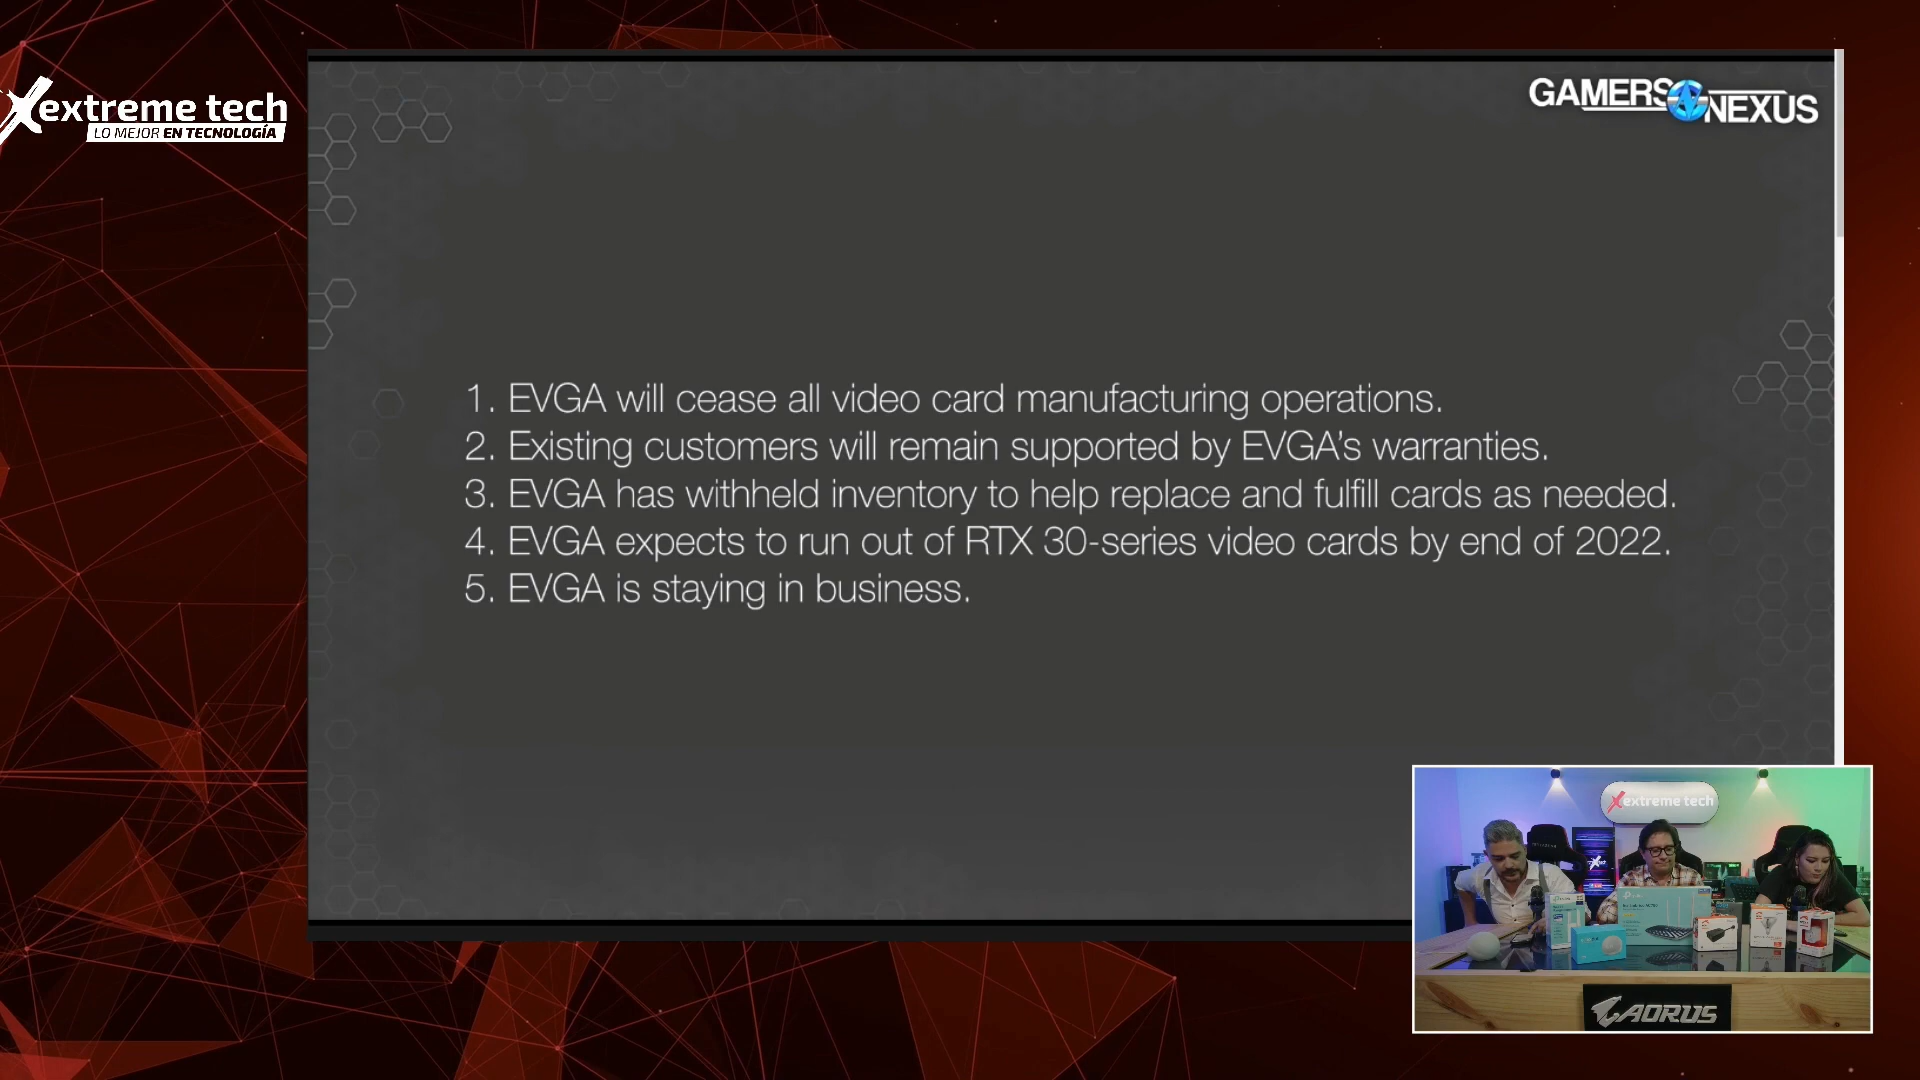 extreme tech
LO MEJOR EN TECNOLOGÍA
GAMERS NEXUS
1. EVGA will cease all video card manufacturing operations.
2. Existing customers will remain supported by EVGA's warranties.
3. EVGA has withheld inventory to help replace and fulfill cards as needed.
4. EVGA expects to run out of RTX 30-series video cards by end of 2022.
5. EVGA is staying in business.
extreme tech
AORUS